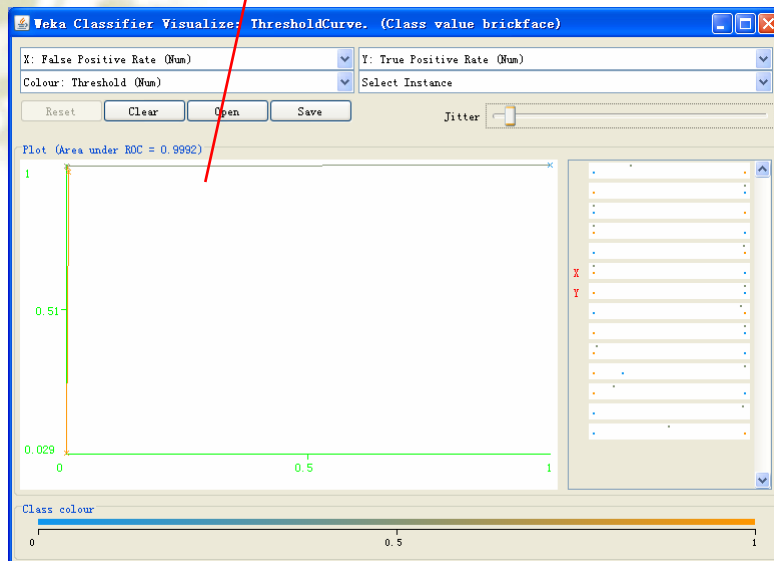 Weka Classifier Visualize: ThresholdCurve. (Class value brickface)
X: False Positive Rate (Num) Y: True Positive Rate (Num)
Colour: Threshold (Num) Select Instance
Reset Clear Open Save Jitter
Plot (Area under ROC = 0.9992)
1
X
Y
0.51
0.029
0 0.5 1
Class colour
0 0.5 1